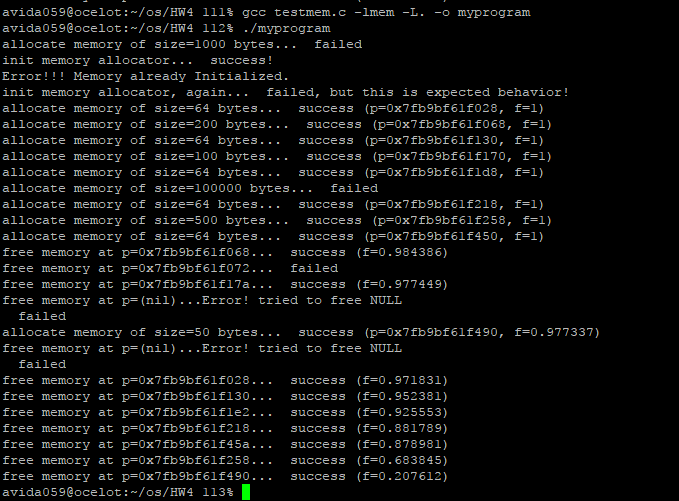 avida059@ocelot:~/os/HW4 111% gcc testmem.c -lmem -L. -o myprogram
avida059@ocelot:~/os/HW4 112% ./myprogram
allocate memory of size=1000 bytes...  failed
init memory allocator...  success!
Error!!! Memory already Initialized.
init memory allocator, again...  failed, but this is expected behavior!
allocate memory of size=64 bytes...  success (p=0x7fb9bf61f028, f=1)
allocate memory of size=200 bytes...  success (p=0x7fb9bf61f068, f=1)
allocate memory of size=64 bytes...  success (p=0x7fb9bf61f130, f=1)
allocate memory of size=100 bytes...  success (p=0x7fb9bf61f170, f=1)
allocate memory of size=64 bytes...  success (p=0x7fb9bf61f1d8, f=1)
allocate memory of size=100000 bytes...  failed
allocate memory of size=64 bytes...  success (p=0x7fb9bf61f218, f=1)
allocate memory of size=500 bytes...  success (p=0x7fb9bf61f258, f=1)
allocate memory of size=64 bytes...  success (p=0x7fb9bf61f450, f=1)
free memory at p=0x7fb9bf61f068...  success (f=0.984386)
free memory at p=0x7fb9bf61f072...  failed
free memory at p=0x7fb9bf61f17a...  success (f=0.977449)
free memory at p=(nil)...Error! tried to free NULL
  failed
allocate memory of size=50 bytes...  success (p=0x7fb9bf61f490, f=0.977337)
free memory at p=(nil)...Error! tried to free NULL
  failed
free memory at p=0x7fb9bf61f028...  success (f=0.971831)
free memory at p=0x7fb9bf61f130...  success (f=0.952381)
free memory at p=0x7fb9bf61f1e2...  success (f=0.925553)
free memory at p=0x7fb9bf61f218...  success (f=0.881789)
free memory at p=0x7fb9bf61f45a...  success (f=0.878981)
free memory at p=0x7fb9bf61f258...  success (f=0.683845)
free memory at p=0x7fb9bf61f490...  success (f=0.207612)
avida059@ocelot:~/os/HW4 113%